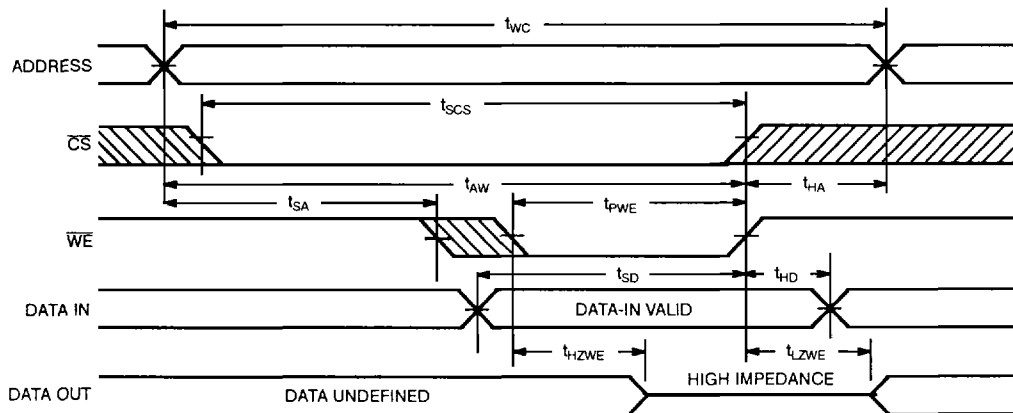 tWC
ADDRESS
tSCS
CS
tAW
tHA
tSA
tPWE
WE
tSD
tHD
DATA IN
DATA-IN VALID
tHZWE
tLZWE
HIGH IMPEDANCE
DATA OUT
DATA UNDEFINED